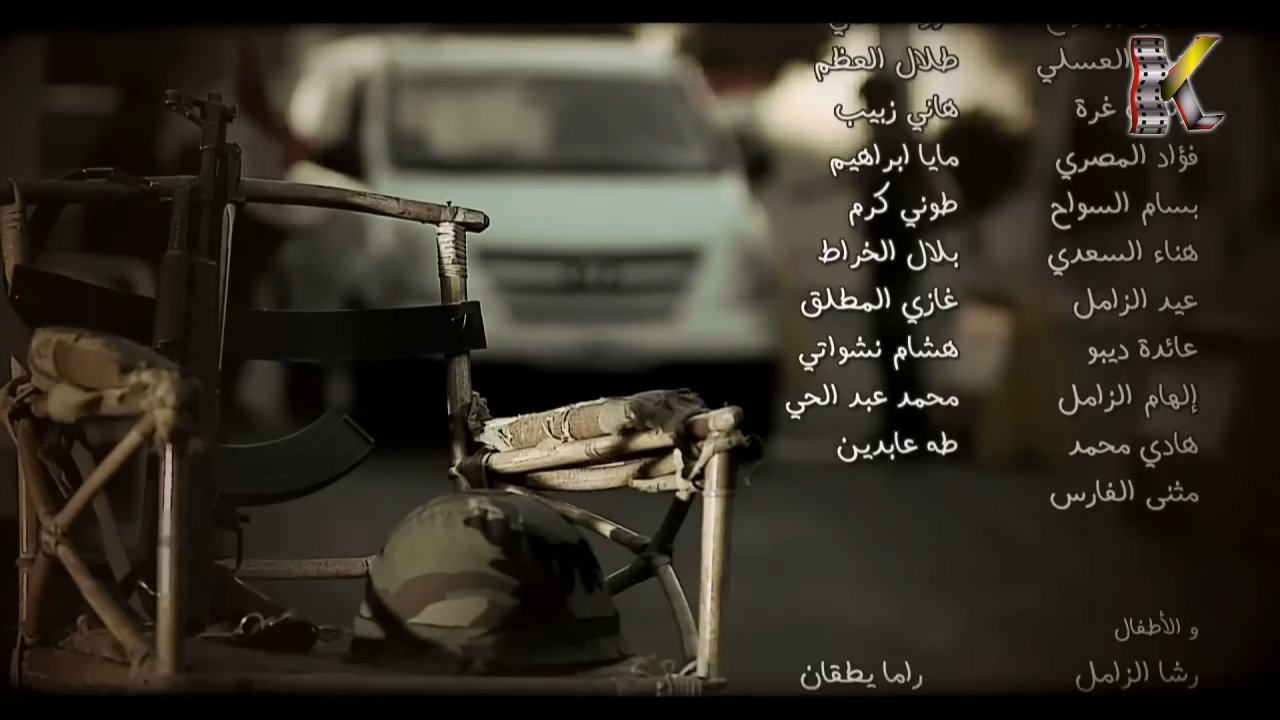 العسلي
طلال العظم
غرة
هاني زبيب
فؤاد المصري
مايا ابراهيم
بسام السواح
طوني كرم
هناء السعدي
بلال الخراط
عيد الزامل
غازي المطلق
عائدة ديبو
هشام نشواتي
إلهام الزامل
محمد عبد الحي
هادي محمد
طه عابدين
مثنى الفارس
و الأطفال
رشا الزامل
راما يطقان